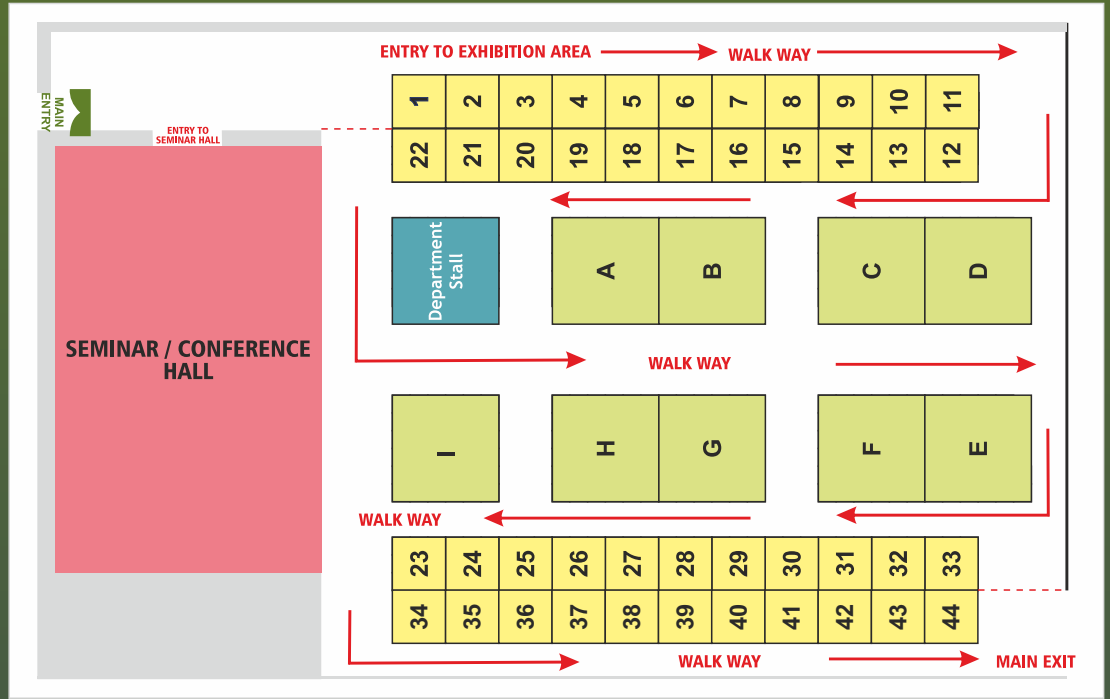 ENTRY TO EXHIBITION AREA
WALK WAY
MAIN
ENTRY
ENTRY TO
SEMINAR HALL
1 2 3 4 5 6 7 8 9 10 11
22 21 20 19 18 17 16 15 14 13 12
Department
Stall
A B C D
SEMINAR / CONFERENCE
HALL
WALK WAY
I H G F E
WALK WAY
23 24 25 26 27 28 29 30 31 32 33
34 35 36 37 38 39 40 41 42 43 44
WALK WAY
MAIN EXIT